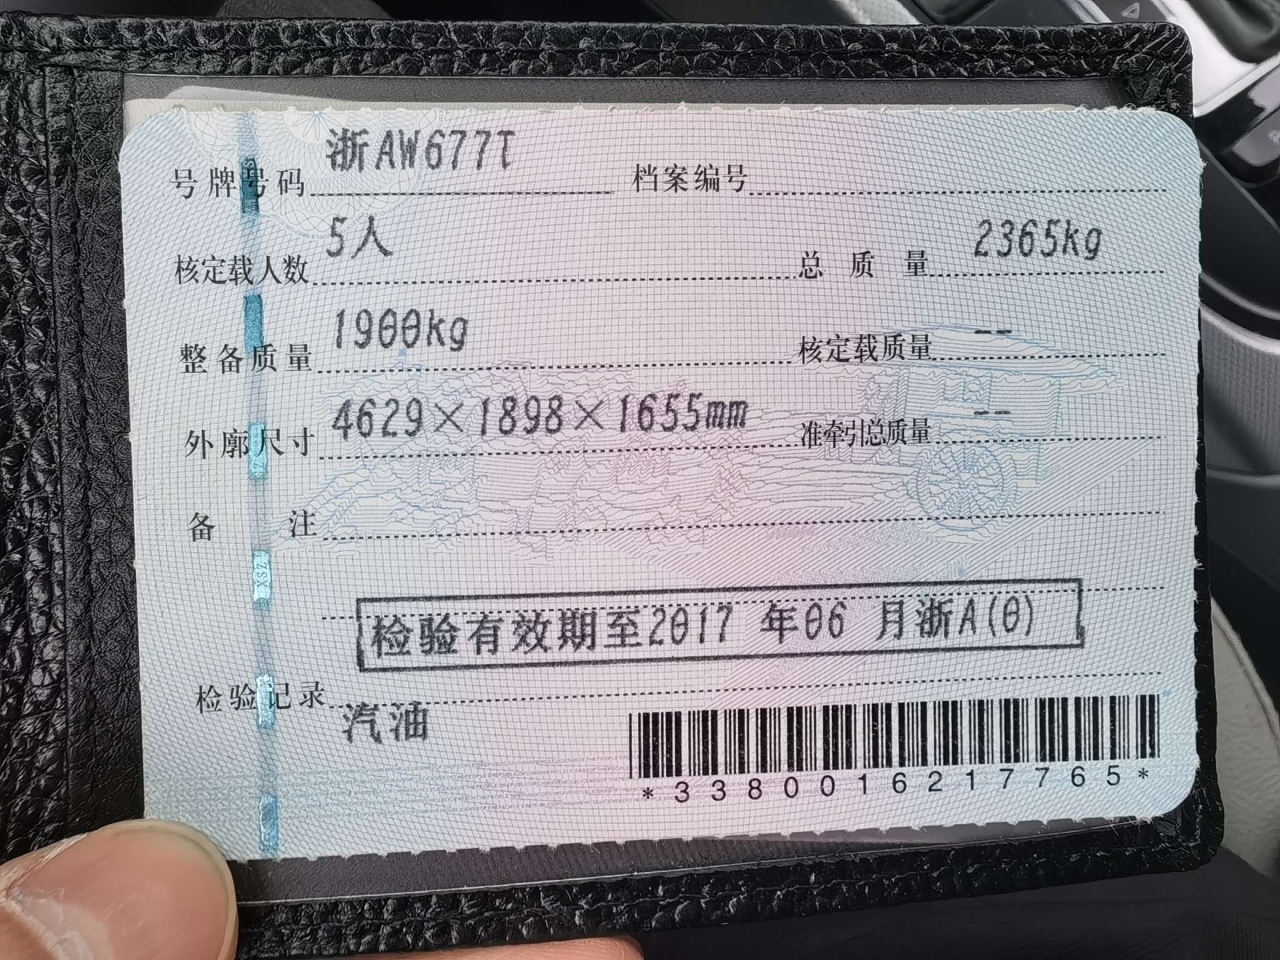 号牌号码 浙AW677T 档案编号
核定载人数 5人 总质量 2365kg
整备质量 1900kg 核定载质量 --
外廓尺寸 4629×1898×1655mm 准牵引总质量 --
备注
检验有效期至2017 年06 月浙A(0)
检验记录
汽油
*3380016217765*